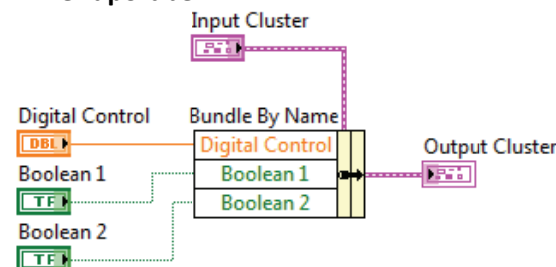 Input Cluster
Digital Control
Bundle By Name
DBL
Digital Control
Output Cluster
Boolean 1
Boolean 1
TF
Boolean 2
Boolean 2
TF